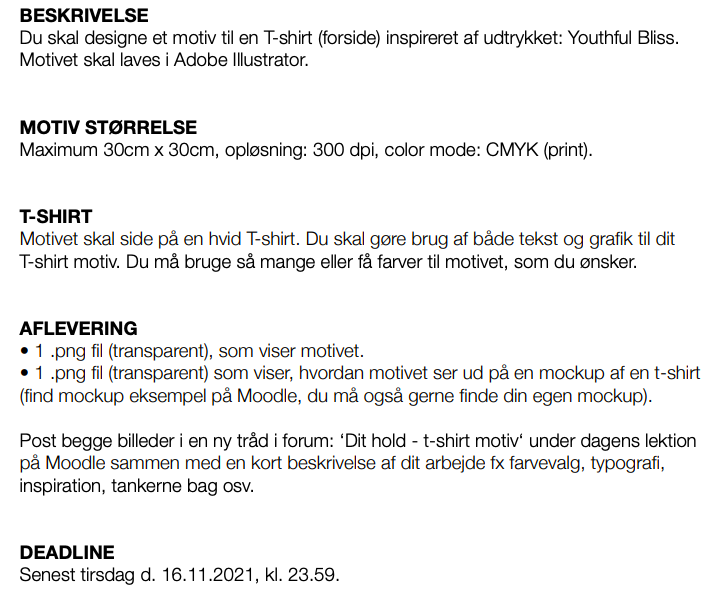 BESKRIVELSE
Du skal designe et motiv til en T-shirt (forside) inspireret af udtrykket: Youthful Bliss.
Motivet skal laves i Adobe Illustrator.
MOTIV STØRRELSE
Maximum 30cm x 30cm, opløsning: 300 dpi, color mode: CMYK (print).
T-SHIRT
Motivet skal side på en hvid T-shirt. Du skal gøre brug af både tekst og grafik til dit
T-shirt motiv. Du må bruge så mange eller få farver til motivet, som du ønsker.
AFLEVERING
• 1 .png fil (transparent), som viser motivet.
• 1 .png fil (transparent) som viser, hvordan motivet ser ud på en mockup af en t-shirt
(find mockup eksempel på Moodle, du må også gerne finde din egen mockup).
Post begge billeder i en ny tråd i forum: ‘Dit hold - t-shirt motiv‘ under dagens lektion
på Moodle sammen med en kort beskrivelse af dit arbejde fx farvevalg, typografi,
inspiration, tankerne bag osv.
DEADLINE
Senest tirsdag d. 16.11.2021, kl. 23.59.